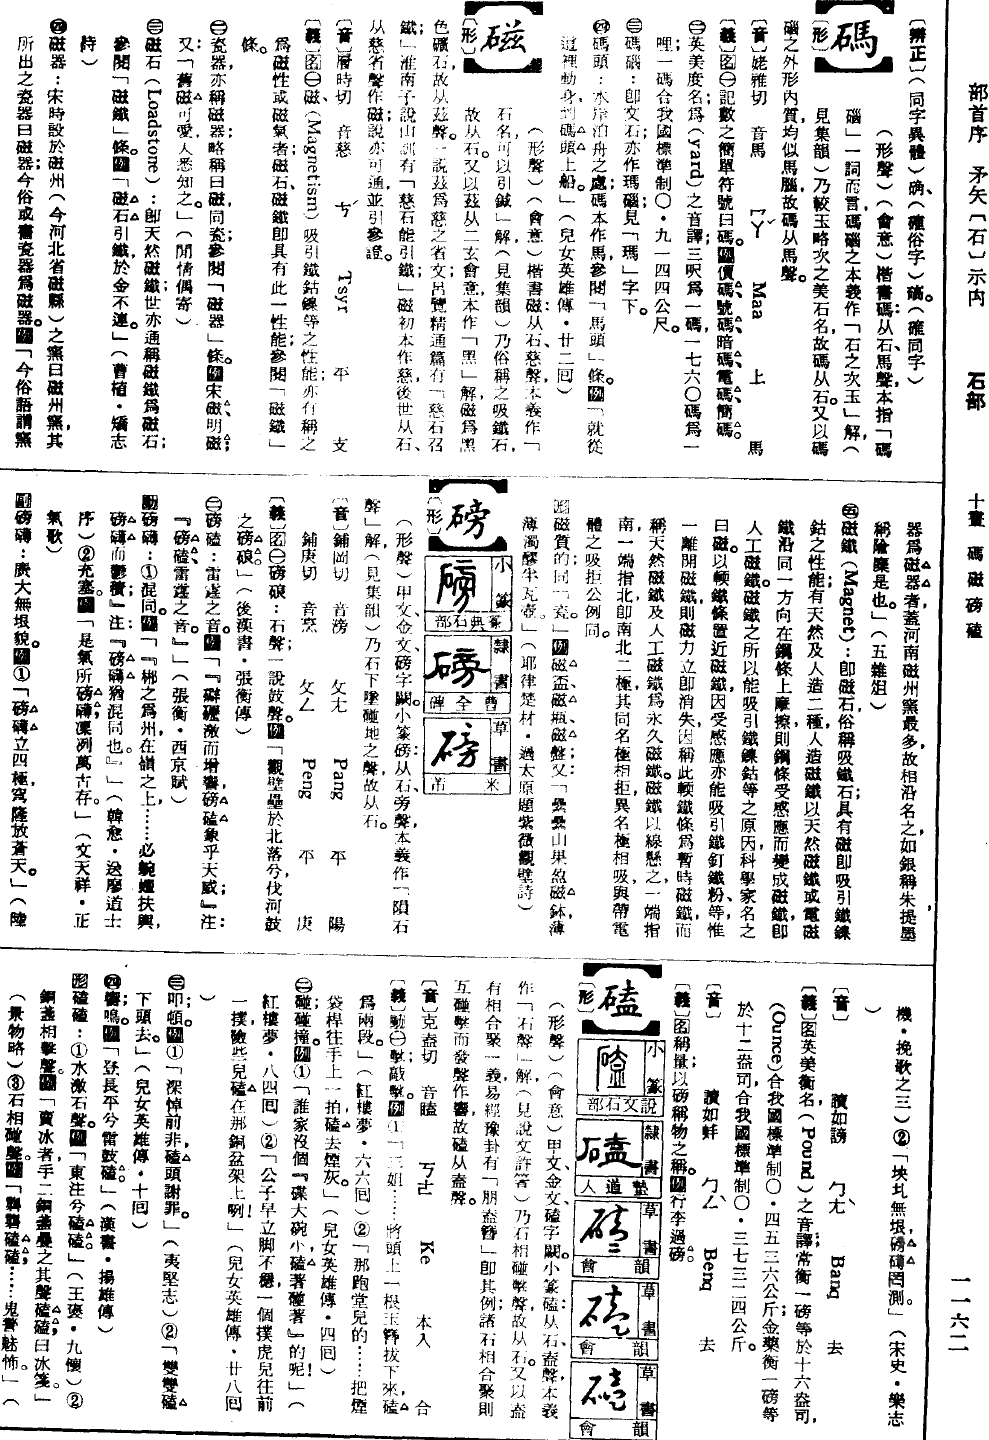 部首序　矛矢「石」示内　石部　十畫　碼磁磅磕　一一六二
〔辨正〕（同字異體）确、（確俗字）碻。（確同字）
【碼】
〔形〕（形聲）（會意）楷書碼：从石馬聲，本指「碼
碯」一詞而言，碼碯之本義作「石之次玉」解，（
見集韻）乃較玉略次之美石名，故碼从石。又以碼
碯之外形內質，均似馬腦，故碼从馬聲。
〔音〕姥雅切　音馬　ㄇㄚˇ　Maa　上　馬
〔義〕名㊀記數之簡單符號曰碼。例價碼、號碼、暗碼、電碼、簡碼。
㊁英美度名；爲（yard）之音譯；三呎爲一碼，一七六〇碼爲一
哩；一碼合我國標準制〇・九一四四公尺。
㊂碼碯：卽文石；亦作瑪瑙；見「瑪」字下。
㊃碼頭：水岸泊舟之處；碼本作馬；參閱「馬頭」條。例「就從
這裡動身，到碼頭上船。」（兒女英雄傳・廿二回）
【磁】
〔形〕（形聲）（會意）楷書磁：从石慈聲，本義作「
石名，可以引鍼」解，（見集韻）乃俗稱之吸鐵石，
故从石。又以玆从二玄會意，本作「黑」解，磁爲黑
色礦石，故从玆聲。一說玆爲慈之省文；呂覽精通篇有「慈石召
鐵」，淮南子說山訓有「慈石能引鐵」，磁初本作慈，後世从石、
从慈省聲作磁；說亦可通，並引參證。
〔音〕層時切　音慈　ㄘˊ　Tsyr　平　支
〔義〕名㊀磁、（Magnetism）吸引鐵鈷鎳等之性能；亦有稱之
爲磁性或磁氣者；磁石、磁鐵卽具有此一性能；參閱「磁鐵」
條。
㊁瓷器亦稱磁器；略稱曰磁；同瓷；參閱「磁器」條。例宋磁、明磁；
又：「舊磁可愛，人悉知之。」（閒情偶寄）
㊂磁石（Loadstone）：卽天然磁鐵；世亦通稱磁鐵爲磁石；
參閱「磁鐵」條。例「磁石引鐵，於金不連。」（曹植・矯志
詩）
㊃磁器：宋時設於磁州（今河北省磁縣）之窯曰磁州窯，其
所出之瓷器曰磁器；今俗或書瓷器爲磁器。例「今俗語謂窯
器爲磁器者，蓋河南磁州窯最多，故相沿名之，如銀稱朱提，墨
稱隃糜是也。」（五雜俎）
㊄磁鐵（Magnet）：卽磁石，俗稱吸鐵石；具有磁卽吸引鐵鎳
鈷之性能；有天然及人造二種，人造磁鐵以天然磁鐵或電磁
鐵沿同一方向在鋼條上摩擦，則鋼條受感應而變成磁鐵，卽
人工磁鐵。磁鐵之所以能吸引鐵鎳鈷等之原因，科學家名之
曰磁。以輭鐵條置近磁鐵，因受感應亦能吸引鐵釘鐵粉等，惟
一離開磁鐵則磁力立卽消失，因稱此輭鐵條爲暫時磁鐵，而
稱天然磁鐵及人工磁鐵爲永久磁鐵。磁鐵以線懸之，一端指
南，一端指北，卽南北二極，其同名極相拒，異名極相吸，與帶電
體之吸拒公例同。
形磁質的；同「瓷。」例磁盃、磁瓶、磁盤；又：「纍纍山果盈磁鉢，薄
薄濁醪半瓦壺。」（耶律楚材・過太原題紫微觀壁詩）
【磅】
小篆　篆典石部
隸書　曹全碑
草書　米芾
〔形〕（形聲）甲文、金文、磅字闕。小篆磅：从石旁聲，本義作「隕石
聲」解，（見集韻）乃石下墜碰地之聲，故从石。
〔音〕鋪岡切　音滂　ㄆㄤ　Pang　平　陽
鋪庚切　音烹　ㄆㄥ　Peng　平　庚
〔義〕名㊀磅硠：石聲；一說鼓聲。例「觀壁壘於北落兮，伐河鼓
之磅硠」（後漢書・張衡傳）
㊁磅磕：雷霆之音。例「『礔礰激而增響，磅磕象乎天威』；注：
『磅磕，雷霆之音。』」（張衡・西京賦）
動磅礴：①混同。例「『郴之爲州，在嶺之上……必蜿蟺扶輿，
磅礴而鬱積』；注：『磅礴猶混同也。』」（韓愈・送廖道士
序）②充塞。例「是氣所磅礴，凜冽萬古存。」（文天祥・正
氣歌）
副磅礴：廣大無垠貌。例①「磅礴立四極，穹隆放蒼天。」（陸
機・挽歌之三）②「坱圠無垠，磅礴罔測。」（宋史・樂志
）
〔音〕　讀如謗　ㄅㄤˋ　Bang　去
〔義〕名英美衡名，（Pound）之音譯；常衡一磅等於十六盎司，
（Ounce）合我國標準制〇・四五三六公斤；金藥衡一磅等
於十二盎司，合我國標準制〇・三七三二四公斤。
〔音〕　讀如蚌　ㄅㄥˋ　Beng　去
〔義〕名稱量；以磅稱物之稱。例行李過磅。
【磕】
小篆　說文石部
隸書　墊道人
草書　韻會
草書　韻會
草書　韻會
〔形〕（形聲）（會意）甲文、金文、磕字闕。小篆磕：从石盍聲，本義
作「石聲」解，（見說文許箸）乃石相碰擊聲，故从石。又以盍
有相合聚一義，易經豫卦有「朋盍簪」，卽其例；諸石相合聚則
互碰擊而發聲作響，故磕从盍聲。
〔音〕克盍切　音瞌　ㄎㄜ　Ke　本入　合
〔義〕動㊀擊；敲擊。例①「三姐……將頭上一根玉簪拔下來，磕
爲兩段。」（紅樓夢・六六回）②「那跑堂兒的……把煙
袋桿往手上一拍，磕去煙灰。」（兒女英雄傳・四回）
㊁碰；碰撞。例①「誰家沒個『碟大碗小，磕著碰著』的呢！」（
紅樓夢・八四回）②「公子早立脚不穩，一個撲虎兒往前
一撲，險些兒磕在那銅盆架上咧！」（兒女英雄傳・廿八回
）
㊂叩頓。例①「深悼前非，磕頭謝罪。」（夷堅志）②「雙雙磕
下頭去。」（兒女英雄傳・十回）
㊃響鳴。例「登長平兮雷鼓磕」（漢書・揚雄傳）
形磕磕：①水激石聲。例「東注兮磕磕。」（王褒・九懷）②
銅盞相擊聲。例「賣冰者，手二銅盞疊之，其聲磕磕，曰冰盞。」
（景物略）③石相碰聲。例「……磕磕……鬼響魅怖。」（